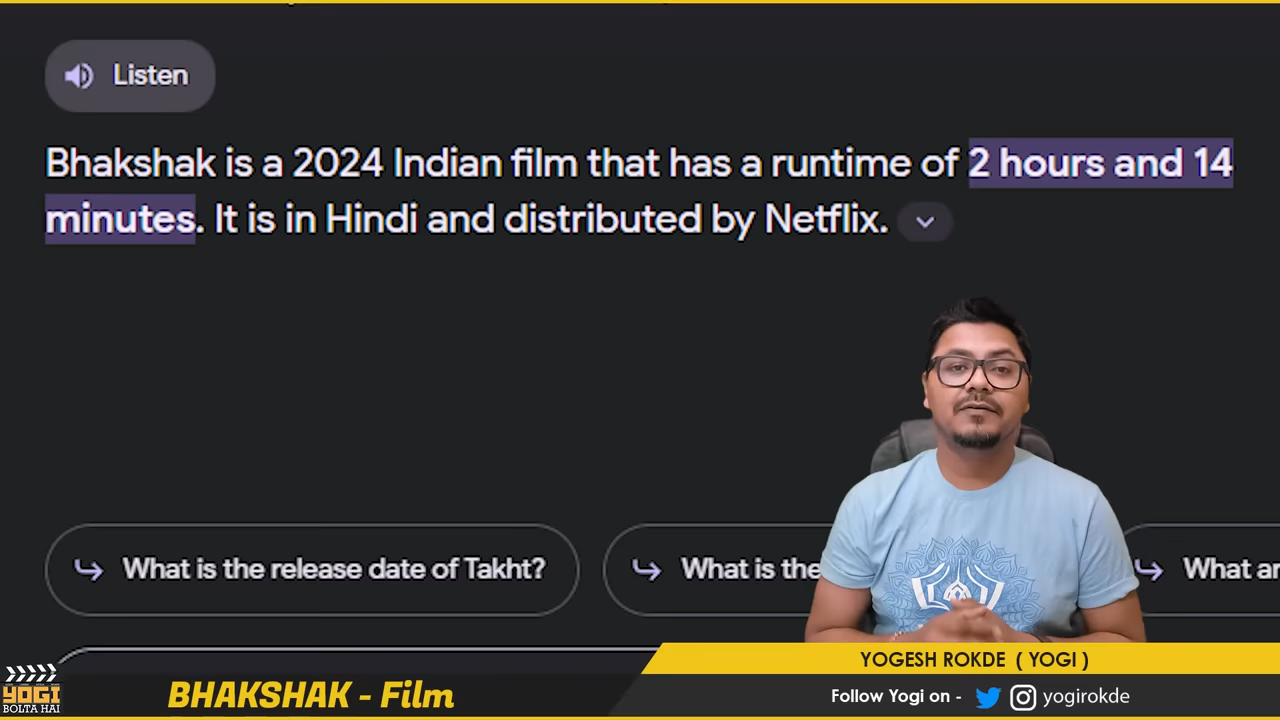 Listen
Bhakshak is a 2024 Indian film that has a runtime of 2 hours and 14
minutes. It is in Hindi and distributed by Netflix.
What is the release date of Takht?
What is the
What ar
YOGESH ROKDE ( YOGI )
YOGI
BOLTA HAI
BHAKSHAK - Film
Follow Yogi on - yogirokde